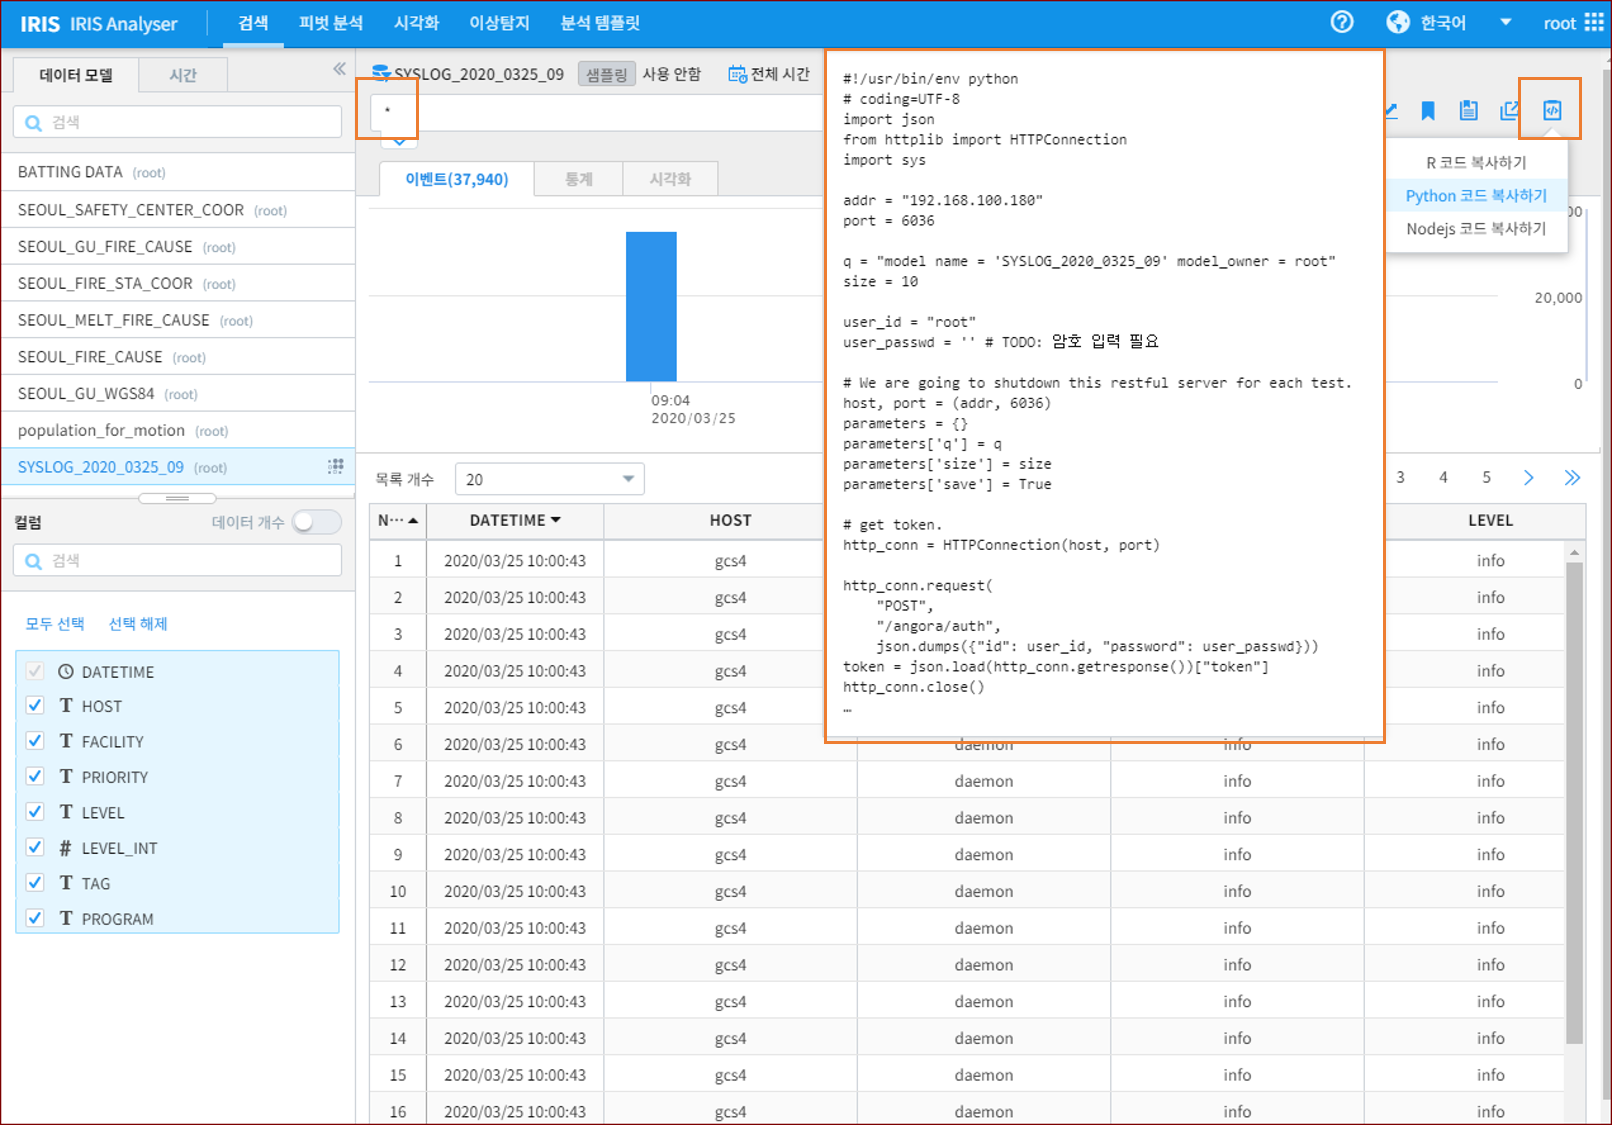 IRIS IRIS Analyser 검색 피벗 분석 시각화 이상탐지 분석 템플릿 한국어 root
데이터 모델 시간
검색
BATTING DATA (root)
SEOUL_SAFETY_CENTER_COOR (root)
SEOUL_GU_FIRE_CAUSE (root)
SEOUL_FIRE_STA_COOR (root)
SEOUL_MELT_FIRE_CAUSE (root)
SEOUL_FIRE_CAUSE (root)
SEOUL_GU_WGS84 (root)
population_for_motion (root)
SYSLOG_2020_0325_09 (root)
컬럼 데이터 개수
검색
모두 선택 선택 해제
DATETIME
T HOST
T FACILITY
T PRIORITY
T LEVEL
# LEVEL_INT
T TAG
T PROGRAM
SYSLOG_2020_0325_09 샘플링 사용 안함 전체 시간
*
이벤트(37,940) 통계 시각화
09:04
2020/03/25
00
20,000
0
R 코드 복사하기
Python 코드 복사하기
Nodejs 코드 복사하기
#!/usr/bin/env python
# coding=UTF-8
import json
from httplib import HTTPConnection
import sys
addr = "192.168.100.180"
port = 6036
q = "model name = 'SYSLOG_2020_0325_09' model_owner = root"
size = 10
user_id = "root"
user_passwd = '' # TODO: 암호 입력 필요
# We are going to shutdown this restful server for each test.
host, port = (addr, 6036)
parameters = {}
parameters['q'] = q
parameters['size'] = size
parameters['save'] = True
# get token.
http_conn = HTTPConnection(host, port)
http_conn.request(
"POST",
"/angora/auth",
json.dumps({"id": user_id, "password": user_passwd}))
token = json.load(http_conn.getresponse())["token"]
http_conn.close()
…
목록 개수 20 3 4 5
N··· DATETIME HOST LEVEL
1 2020/03/25 10:00:43 gcs4 info
2 2020/03/25 10:00:43 gcs4 info
3 2020/03/25 10:00:43 gcs4 info
4 2020/03/25 10:00:43 gcs4 info
5 2020/03/25 10:00:43 gcs4 info
6 2020/03/25 10:00:43 gcs4 daemon info info
7 2020/03/25 10:00:43 gcs4 daemon info info
8 2020/03/25 10:00:43 gcs4 daemon info info
9 2020/03/25 10:00:43 gcs4 daemon info info
10 2020/03/25 10:00:43 gcs4 daemon info info
11 2020/03/25 10:00:43 gcs4 daemon info info
12 2020/03/25 10:00:43 gcs4 daemon info info
13 2020/03/25 10:00:43 gcs4 daemon info info
14 2020/03/25 10:00:43 gcs4 daemon info info
15 2020/03/25 10:00:43 gcs4 daemon info info
16 2020/03/25 10:00:43 gcs4 daemon info info